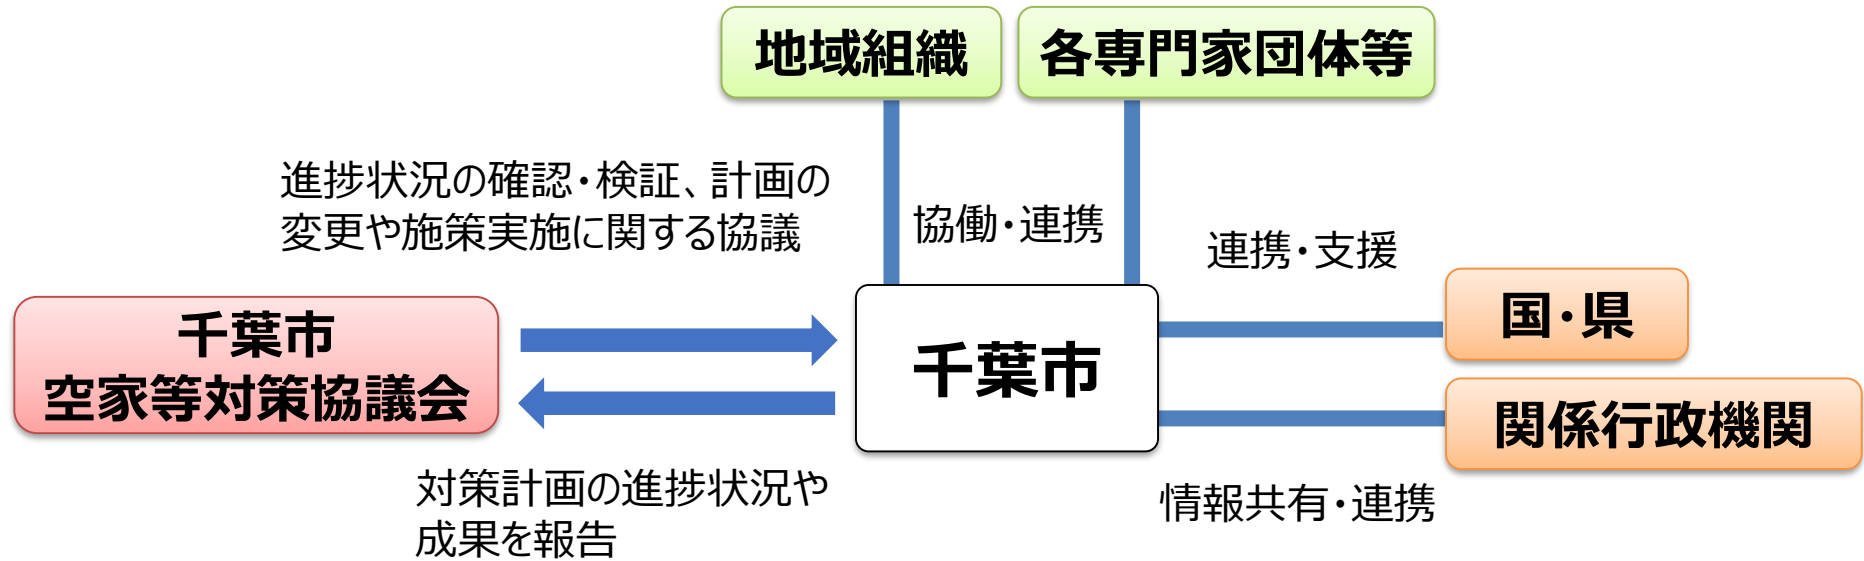 地域組織
各専門家団体等
進捗状況の確認・検証、計画の
変更や施策実施に関する協議
協働・連携
連携・支援
国・県
千葉市
空家等対策協議会
千葉市
関係行政機関
対策計画の進捗状況や
成果を報告
情報共有・連携